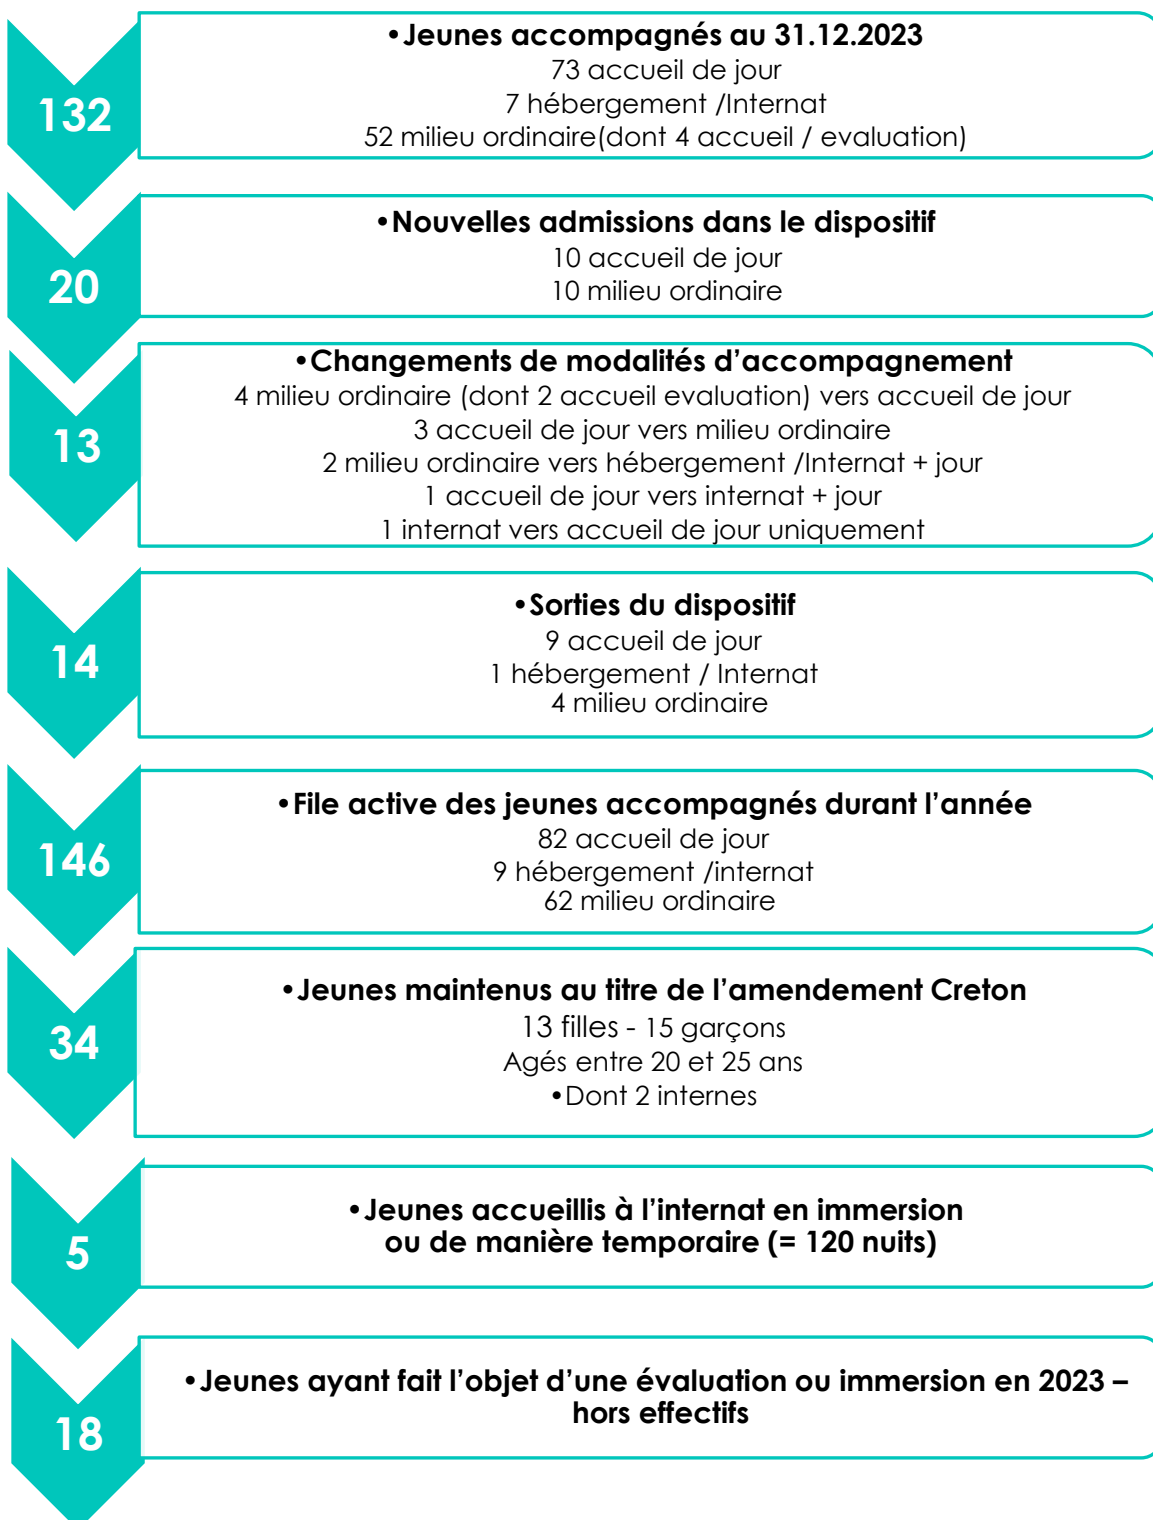 132
•Jeunes accompagnés au 31.12.2023
73 accueil de jour
7 hébergement /Internat
52 milieu ordinaire(dont 4 accueil / evaluation)
20
•Nouvelles admissions dans le dispositif
10 accueil de jour
10 milieu ordinaire
13
•Changements de modalités d’accompagnement
4 milieu ordinaire (dont 2 accueil evaluation) vers accueil de jour
3 accueil de jour vers milieu ordinaire
2 milieu ordinaire vers hébergement /Internat + jour
1 accueil de jour vers internat + jour
1 internat vers accueil de jour uniquement
14
•Sorties du dispositif
9 accueil de jour
1 hébergement / Internat
4 milieu ordinaire
146
•File active des jeunes accompagnés durant l’année
82 accueil de jour
9 hébergement /internat
62 milieu ordinaire
34
•Jeunes maintenus au titre de l’amendement Creton
13 filles - 15 garçons
Agés entre 20 et 25 ans
•Dont 2 internes
5
•Jeunes accueillis à l’internat en immersion
ou de manière temporaire (= 120 nuits)
18
•Jeunes ayant fait l’objet d’une évaluation ou immersion en 2023 –
hors effectifs